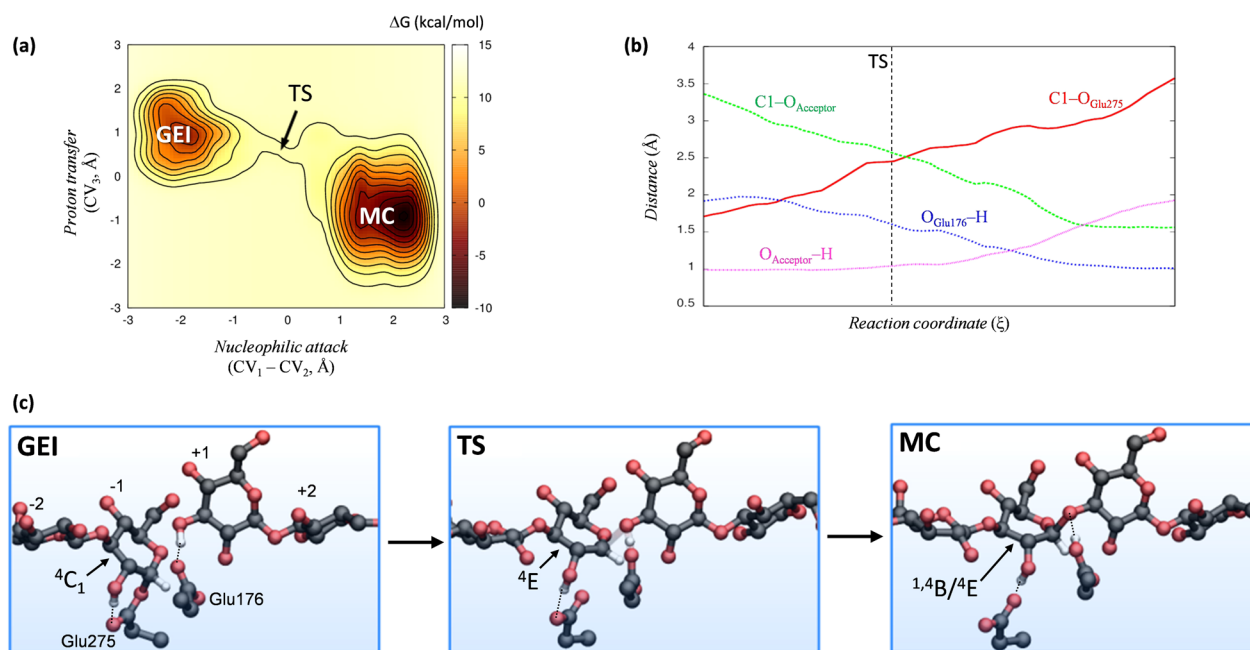 (a)
ΔG (kcal/mol)
3
2
1
0
-1
-2
-3
-3
-2
-1
0
1
2
3
15
10
5
0
-5
-10
GEI
TS
MC
Proton transfer
(CV3, Å)
Nucleophilic attack
(CV1 – CV2, Å)
(b)
TS
4
3.5
3
2.5
2
1.5
1
0.5
Distance (Å)
C1–OAcceptor
C1–OGlu275
OGlu176–H
OAcceptor–H
Reaction coordinate (ξ)
(c)
GEI
+1
-1
+2
-2
4C1
Glu176
Glu275
TS
4E
MC
1,4B/4E